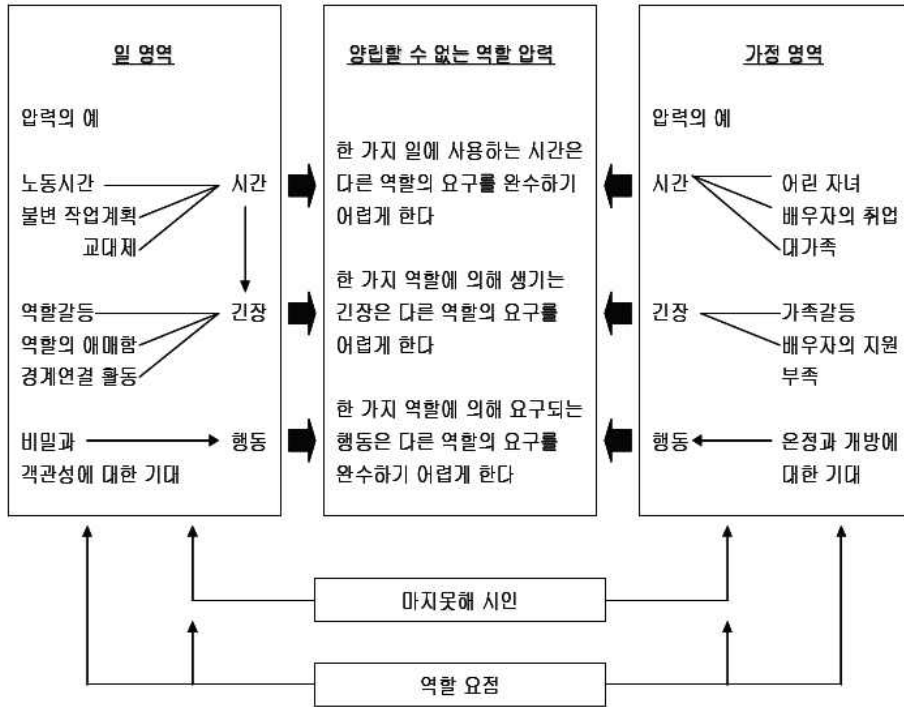 일 영역
압력의 예
노동시간
불변 작업계획
교대제
시간
역할갈등
역할의 애매함
경계연결 활동
긴장
비밀과
객관성에 대한 기대
행동
양립할 수 없는 역할 압력
한 가지 일에 사용하는 시간은
다른 역할의 요구를 완수하기
어렵게 한다
한 가지 역할에 의해 생기는
긴장은 다른 역할의 요구를
어렵게 한다
한 가지 역할에 의해 요구되는
행동은 다른 역할의 요구를
완수하기 어렵게 한다
가정 영역
압력의 예
시간
어린 자녀
배우자의 취업
대가족
긴장
가족갈등
배우자의 지원
부족
행동
온정과 개방에
대한 기대
마지못해 시인
역할 요점